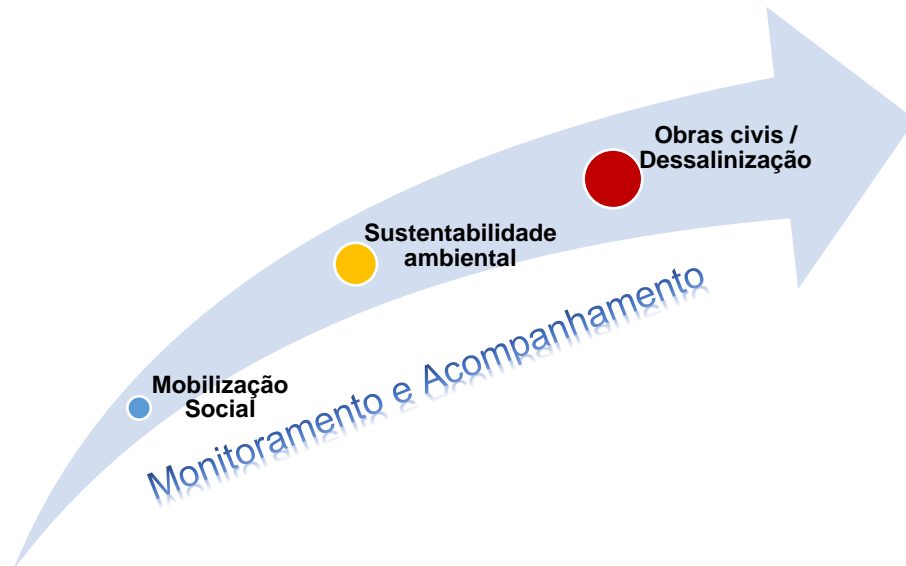 Obras civis /
Dessalinização
Sustentabilidade
ambiental
Mobilização
Social
Monitoramento e Acompanhamento